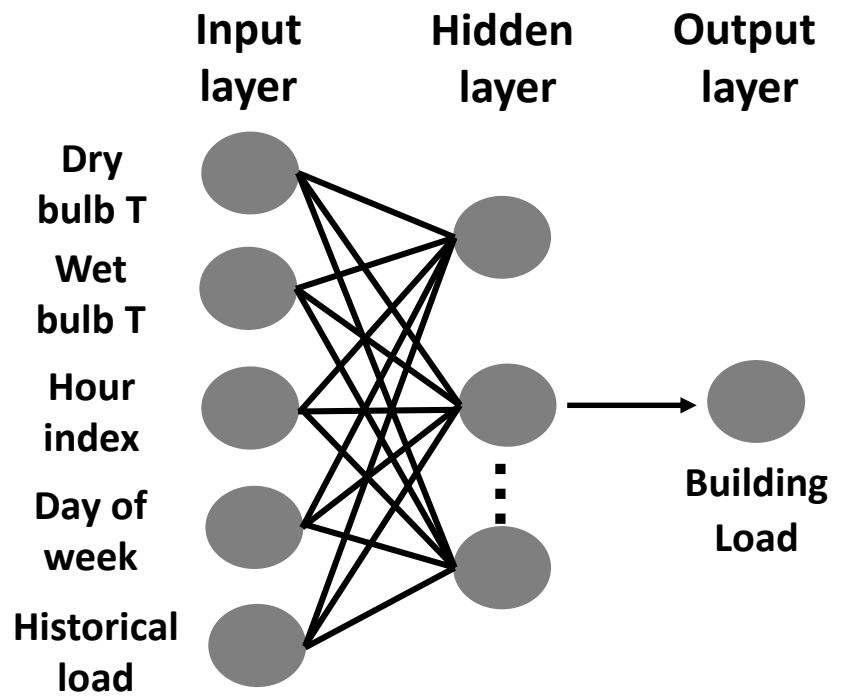 Input
layer
Hidden
layer
Output
layer
Dry
bulb T
Wet
bulb T
Hour
index
Day of
week
Historical
load
Building
Load